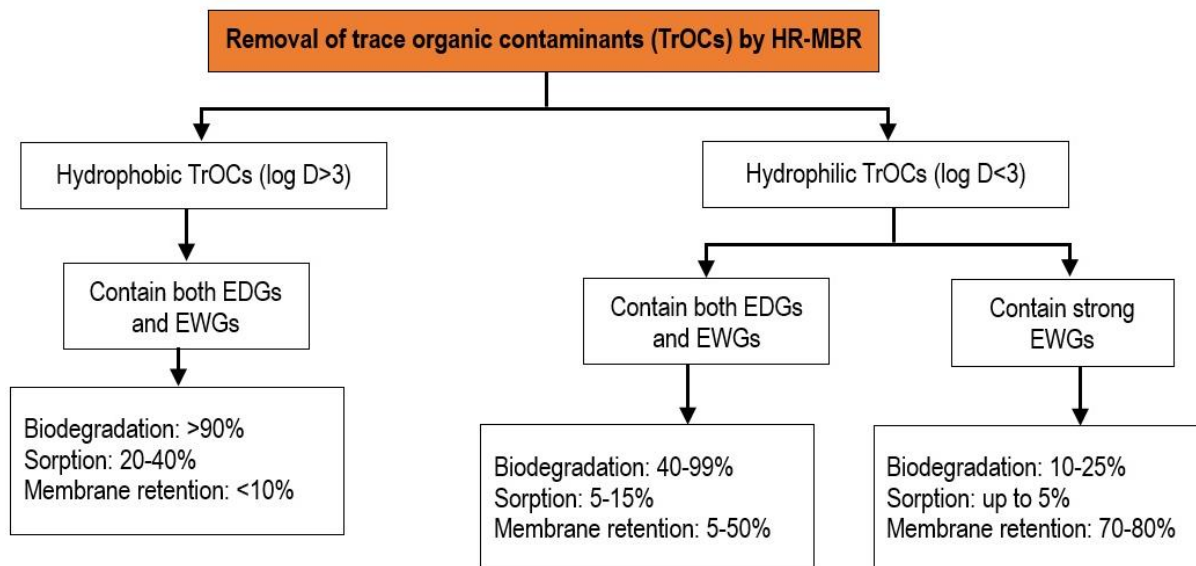 Removal of trace organic contaminants (TrOCs) by HR-MBR
Hydrophobic TrOCs (log D>3)
Hydrophilic TrOCs (log D<3)
Contain both EDGs
and EWGs
Contain both EDGs
and EWGs
Contain strong
EWGs
Biodegradation: >90%
Sorption: 20-40%
Membrane retention: <10%
Biodegradation: 40-99%
Sorption: 5-15%
Membrane retention: 5-50%
Biodegradation: 10-25%
Sorption: up to 5%
Membrane retention: 70-80%